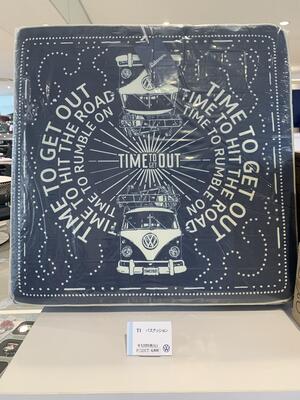 TIME TO GET OUT
TIME TO HIT THE ROAD
TIME TO RUMBLE ON
TIME TO GET OUT
TIME TO HIT THE ROAD
TIME TO RUMBLE ON
TIME TO OUT
T1 バスクッション